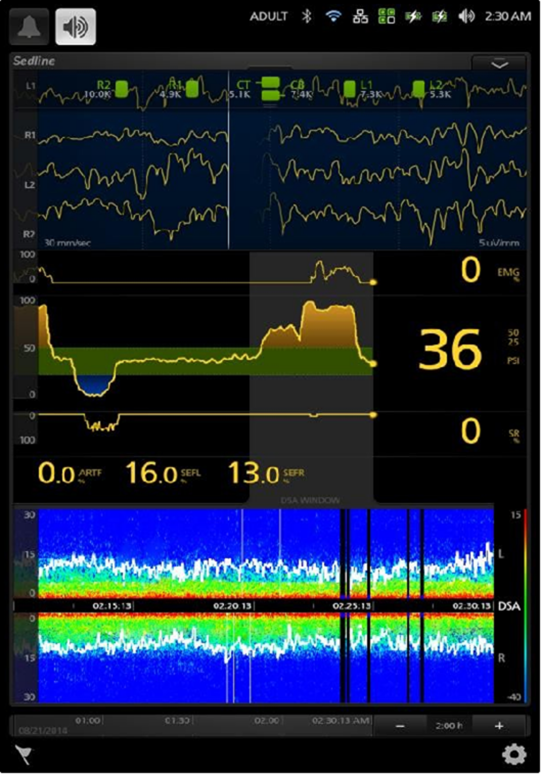 ADULT 2:30 AM
Sedline
L1 R2 R1 CT CB L1 L2
10.0K 4.9K 5.1K 7.4K 7.3K 5.3K
R1
L2
R2
30 mm/sec 5 uV/mm
100
0 EMG %
0
100
50
25
50
36 PSI
0
0
0 SR %
100
0.0 ARTF % 16.0 SEFL 13.0 SEFR
DSA WINDOW
30 15
15 L
0
02:15:13 02:20:13 02:25:13 02:30:13 DSA
0
15 R
30 -40
01:00 01:30 02:00 02:30:13 AM − 2:00 h +
08/21/2014